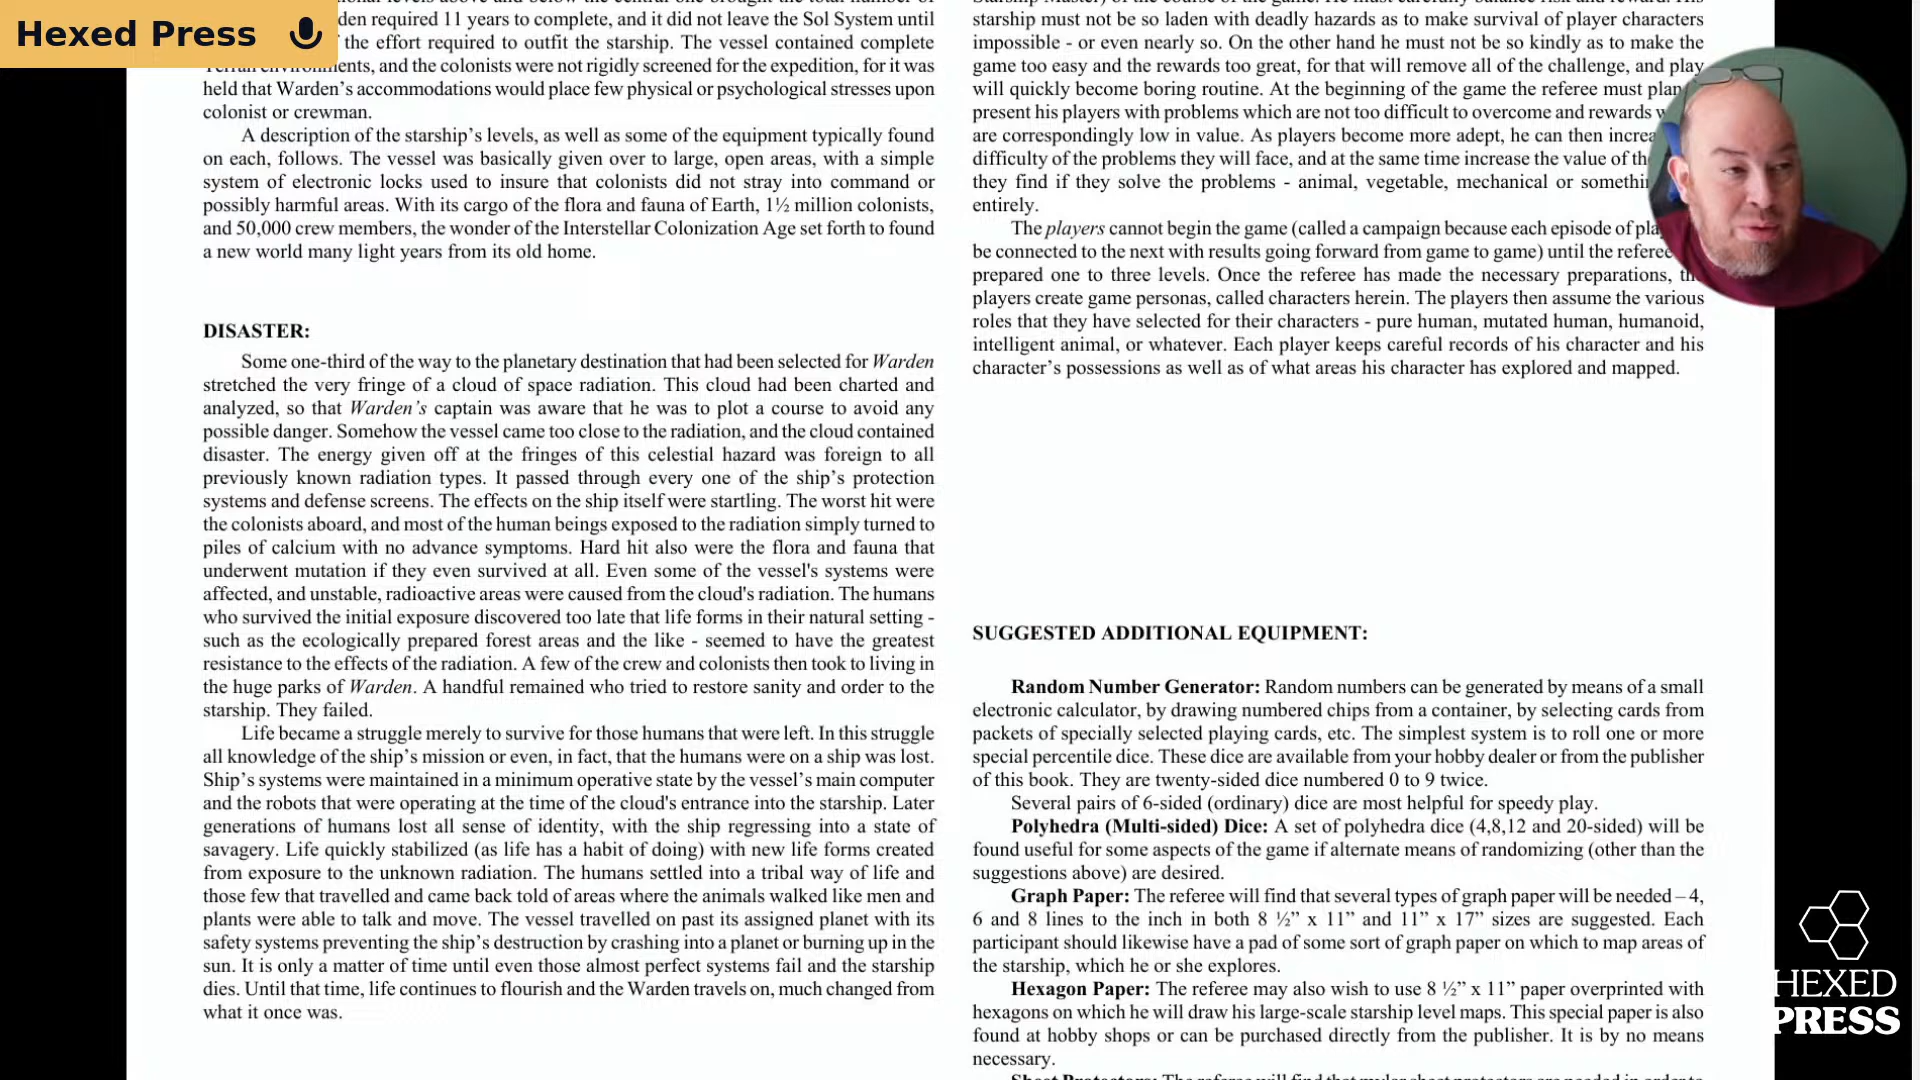 Hexed Press
den required 11 years to complete, and it did not leave the Sol System until
the effort required to outfit the starship. The vessel contained complete
Terran environments, and the colonists were not rigidly screened for the expedition, for it was
held that Warden’s accommodations would place few physical or psychological stresses upon
colonist or crewman.
A description of the starship’s levels, as well as some of the equipment typically found
on each, follows. The vessel was basically given over to large, open areas, with a simple
system of electronic locks used to insure that colonists did not stray into command or
possibly harmful areas. With its cargo of the flora and fauna of Earth, 1½ million colonists,
and 50,000 crew members, the wonder of the Interstellar Colonization Age set forth to found
a new world many light years from its old home.
DISASTER:
Some one-third of the way to the planetary destination that had been selected for Warden
stretched the very fringe of a cloud of space radiation. This cloud had been charted and
analyzed, so that Warden’s captain was aware that he was to plot a course to avoid any
possible danger. Somehow the vessel came too close to the radiation, and the cloud contained
disaster. The energy given off at the fringes of this celestial hazard was foreign to all
previously known radiation types. It passed through every one of the ship’s protection
systems and defense screens. The effects on the ship itself were startling. The worst hit were
the colonists aboard, and most of the human beings exposed to the radiation simply turned to
piles of calcium with no advance symptoms. Hard hit also were the flora and fauna that
underwent mutation if they even survived at all. Even some of the vessel's systems were
affected, and unstable, radioactive areas were caused from the cloud's radiation. The humans
who survived the initial exposure discovered too late that life forms in their natural setting -
such as the ecologically prepared forest areas and the like - seemed to have the greatest
resistance to the effects of the radiation. A few of the crew and colonists then took to living in
the huge parks of Warden. A handful remained who tried to restore sanity and order to the
starship. They failed.
Life became a struggle merely to survive for those humans that were left. In this struggle
all knowledge of the ship’s mission or even, in fact, that the humans were on a ship was lost.
Ship’s systems were maintained in a minimum operative state by the vessel’s main computer
and the robots that were operating at the time of the cloud's entrance into the starship. Later
generations of humans lost all sense of identity, with the ship regressing into a state of
savagery. Life quickly stabilized (as life has a habit of doing) with new life forms created
from exposure to the unknown radiation. The humans settled into a tribal way of life and
those few that travelled and came back told of areas where the animals walked like men and
plants were able to talk and move. The vessel travelled on past its assigned planet with its
safety systems preventing the ship’s destruction by crashing into a planet or burning up in the
sun. It is only a matter of time until even those almost perfect systems fail and the starship
dies. Until that time, life continues to flourish and the Warden travels on, much changed from
what it once was.
starship must not be so laden with deadly hazards as to make survival of player characters
impossible - or even nearly so. On the other hand he must not be so kindly as to make the
game too easy and the rewards too great, for that will remove all of the challenge, and play
will quickly become boring routine. At the beginning of the game the referee must plan
present his players with problems which are not too difficult to overcome and rewards
are correspondingly low in value. As players become more adept, he can then
difficulty of the problems they will face, and at the same time increase the value of
they find if they solve the problems - animal, vegetable, mechanical or
entirely.
The players cannot begin the game (called a campaign because each episode of
be connected to the next with results going forward from game to game) until the referee
prepared one to three levels. Once the referee has made the necessary preparations,
players create game personas, called characters herein. The players then assume the various
roles that they have selected for their characters - pure human, mutated human, humanoid,
intelligent animal, or whatever. Each player keeps careful records of his character and his
character’s possessions as well as of what areas his character has explored and mapped.
SUGGESTED ADDITIONAL EQUIPMENT:
Random Number Generator: Random numbers can be generated by means of a small
electronic calculator, by drawing numbered chips from a container, by selecting cards from
packets of specially selected playing cards, etc. The simplest system is to roll one or more
special percentile dice. These dice are available from your hobby dealer or from the publisher
of this book. They are twenty-sided dice numbered 0 to 9 twice.
Several pairs of 6-sided (ordinary) dice are most helpful for speedy play.
Polyhedra (Multi-sided) Dice: A set of polyhedra dice (4,8,12 and 20-sided) will be
found useful for some aspects of the game if alternate means of randomizing (other than the
suggestions above) are desired.
Graph Paper: The referee will find that several types of graph paper will be needed – 4,
6 and 8 lines to the inch in both 8 ½” x 11” and 11” x 17” sizes are suggested. Each
participant should likewise have a pad of some sort of graph paper on which to map areas of
the starship, which he or she explores.
Hexagon Paper: The referee may also wish to use 8 ½” x 11” paper overprinted with
hexagons on which he will draw his large-scale starship level maps. This special paper is also
found at hobby shops or can be purchased directly from the publisher. It is by no means
necessary.
HEXED
PRESS